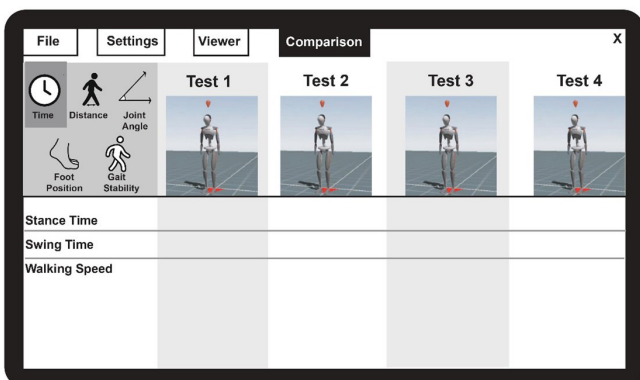 File Settings Viewer Comparison X
Test 1 Test 2 Test 3 Test 4
Time Distance Joint
Angle
Foot Gait
Position Stability
Stance Time
Swing Time
Walking Speed